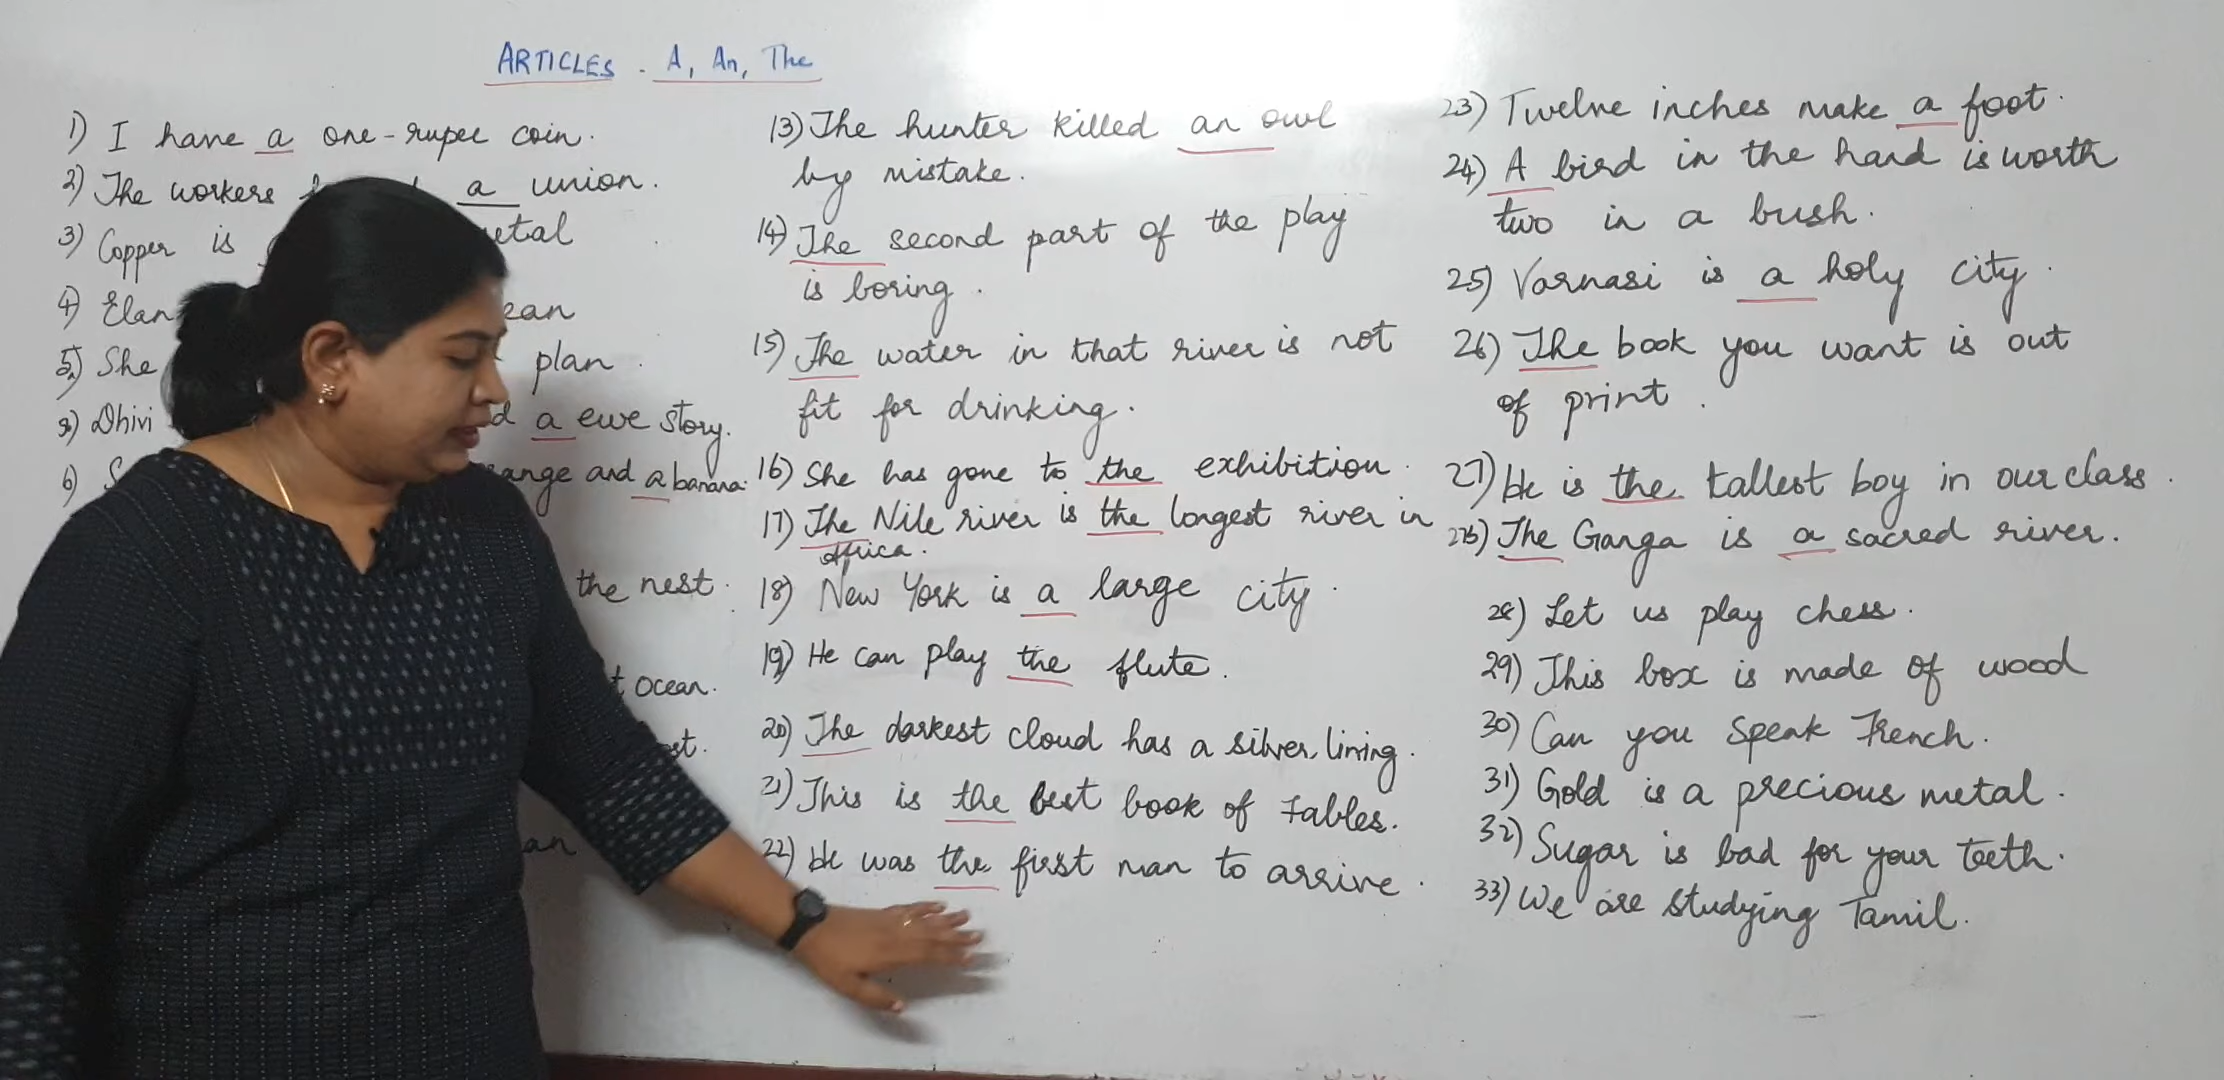 ARTICLES - A, An, The
1) I have a one-rupee coin.
2) The workers a union.
3) Copper is
4) Elan
5) She plan.
8) Dhivi a ewe story.
6) and a banana.
the nest.
ocean.
13) The hunter killed an owl
by mistake.
14) The second part of the play
is boring.
15) The water in that river is not
fit for drinking.
16) She has gone to the exhibition.
17) The Nile river is the longest river in
Africa.
18) New York is a large city.
19) He can play the flute.
20) The darkest cloud has a silver lining.
21) This is the best book of fables.
22) He was the first man to arrive.
23) Twelve inches make a foot.
24) A bird in the hand is worth
two in a bush.
25) Varnasi is a holy city.
26) The book you want is out
of print.
27) He is the tallest boy in our class.
The Ganga is a sacred river.
28) Let us play chess.
29) This box is made of wood
30) Can you speak French.
31) Gold is a precious metal.
32) Sugar is bad for your teeth.
33) We are studying Tamil.